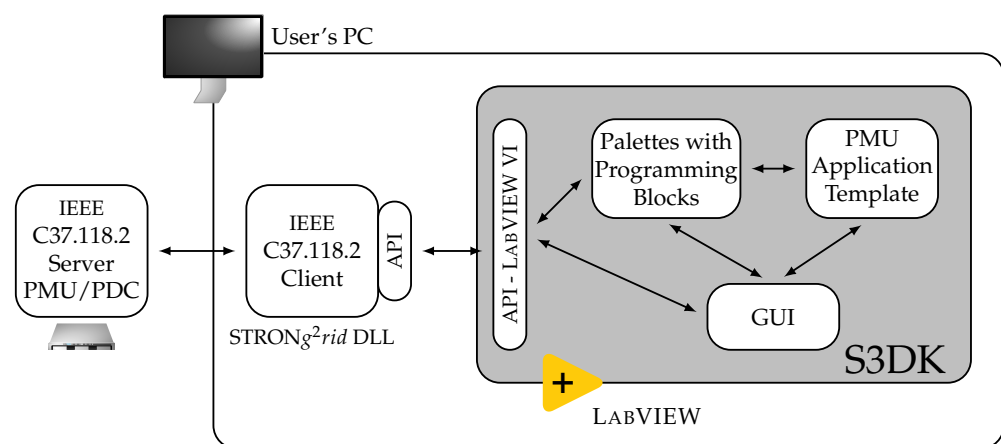 User's PC
IEEE
C37.118.2
Server
PMU/PDC
IEEE
C37.118.2
Client
API
STRONg²rid DLL
API - LABVIEW VI
Palettes with
Programming
Blocks
PMU
Application
Template
GUI
S3DK
+
LABVIEW